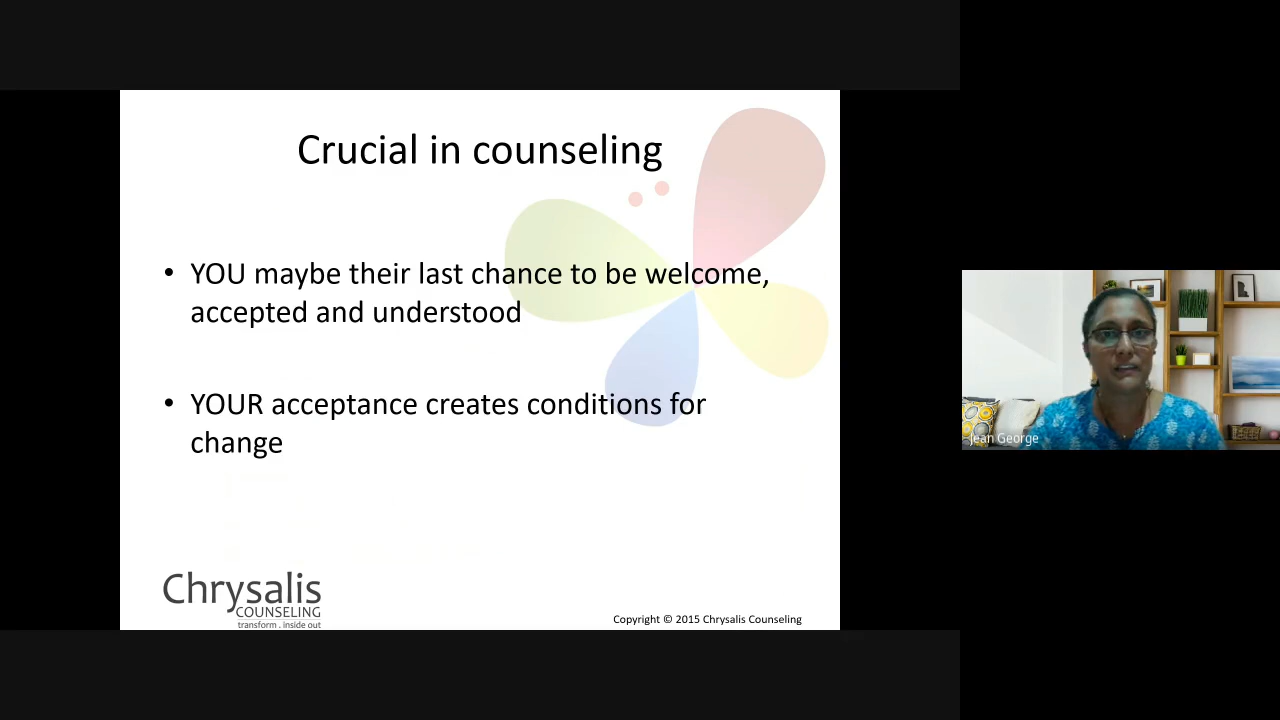 Crucial in counseling
• YOU maybe their last chance to be welcome,
accepted and understood
• YOUR acceptance creates conditions for
change
Chrysalis
COUNSELING
transform . inside out
Copyright © 2015 Chrysalis Counseling
Jean George